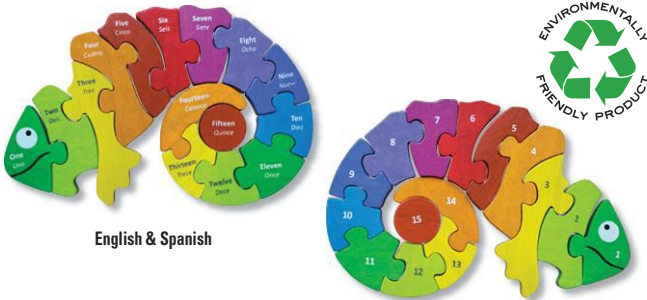 One
Uno
Two
Dos
Three
Tres
Four
Cuatro
Five
Cinco
Six
Seis
Seven
Siete
Eight
Ocho
Nine
Nueve
Ten
Diez
Eleven
Once
Twelve
Doce
Thirteen
Trece
Fourteen
Catorce
Fifteen
Quince
English & Spanish
ENVIRONMENTALLY
FRIENDLY PRODUCT
1
2
3
4
5
6
7
8
9
10
11
12
13
14
15